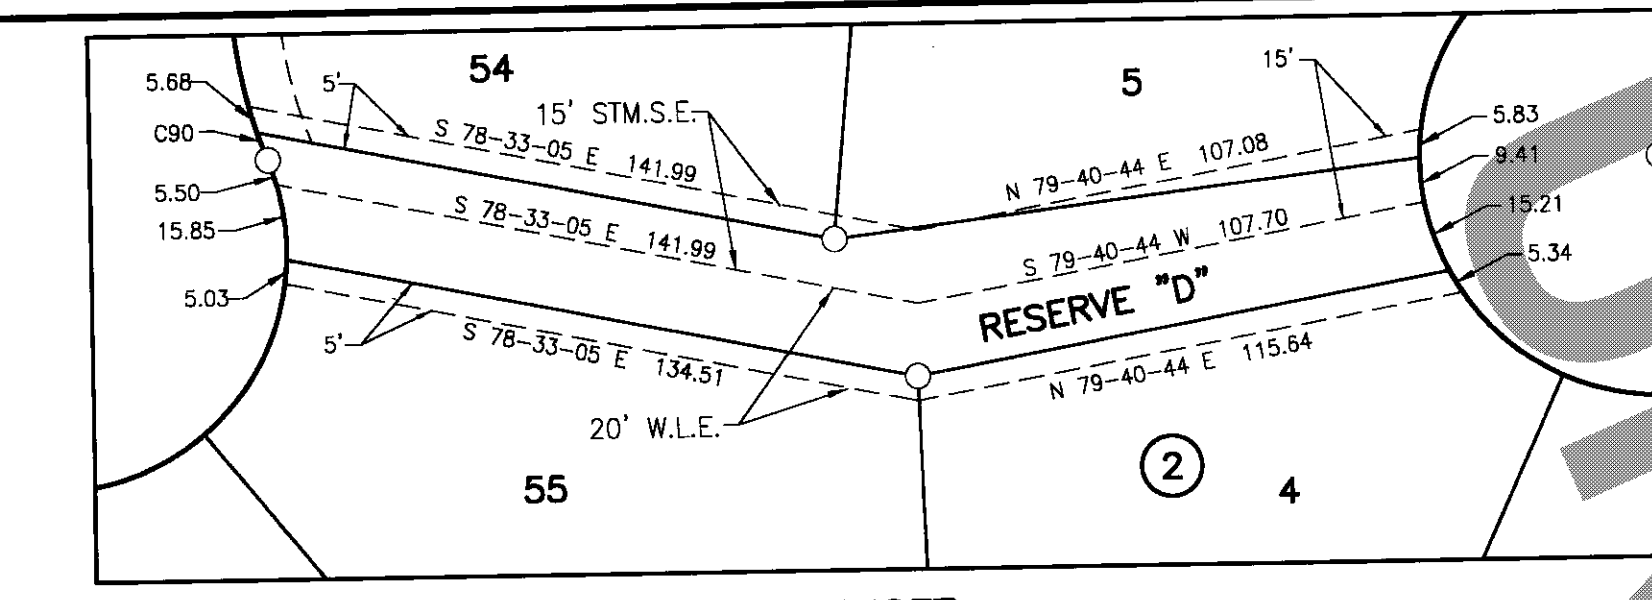 54
5
15'
5.68
5'
15' STM.S.E.
5.83
C90
S 78-33-05 E 141.99
N 79-40-44 E 107.08
9.41
5.50
15.85
S 78-33-05 E 141.99
S 79-40-44 W 107.70
15.21
5.34
5.03
RESERVE "D"
5'
S 78-33-05 E 134.51
N 79-40-44 E 115.64
20' W.L.E.
55
2
4